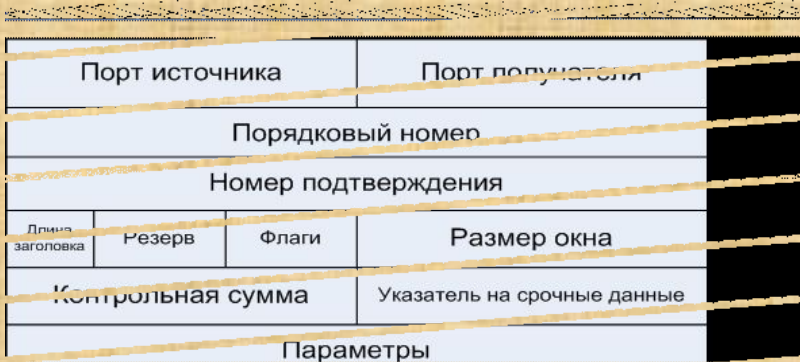 Порт источника Порт получателя
Порядковый номер
Номер подтверждения
Длина заголовка Резерв Флаги Размер окна
Контрольная сумма Указатель на срочные данные
Параметры